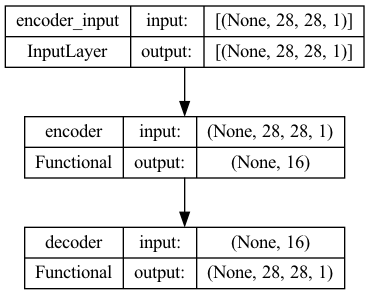 encoder_input input: [(None, 28, 28, 1)]
InputLayer output: [(None, 28, 28, 1)]
encoder input: (None, 28, 28, 1)
Functional output: (None, 16)
decoder input: (None, 16)
Functional output: (None, 28, 28, 1)